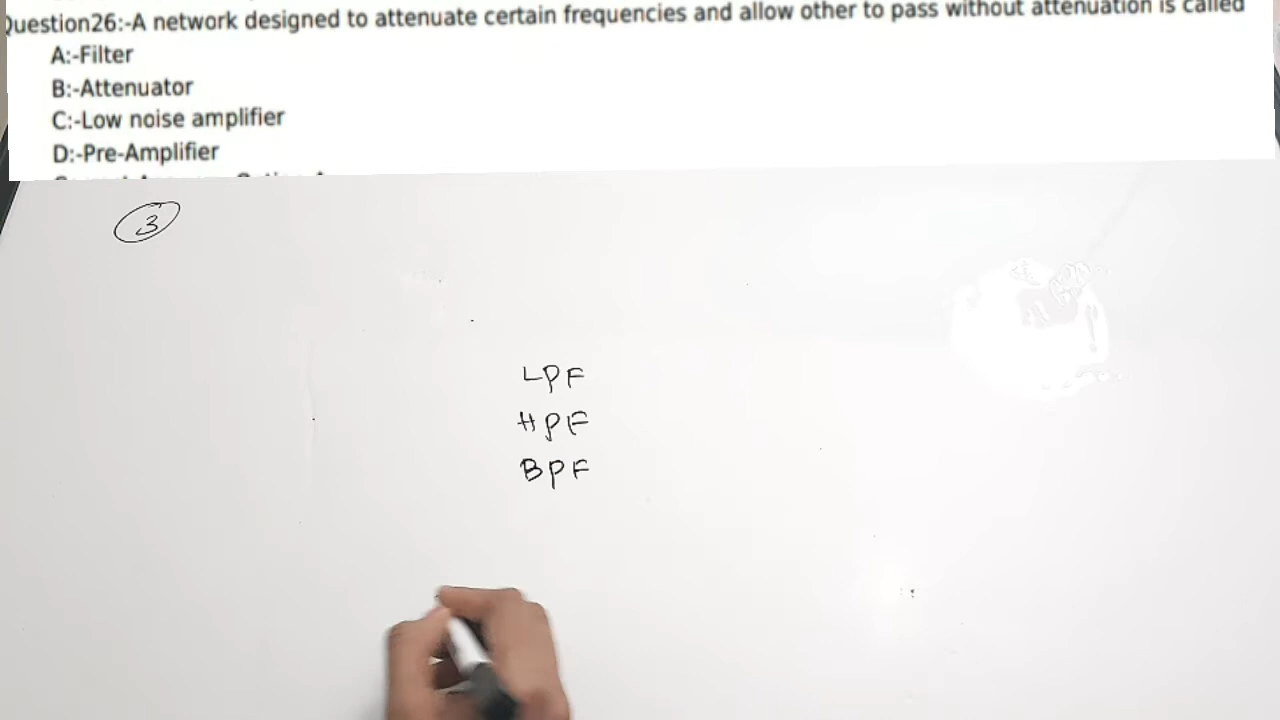 Question26:-A network designed to attenuate certain frequencies and allow other to pass without attenuation is called
A:-Filter
B:-Attenuator
C:-Low noise amplifier
D:-Pre-Amplifier
3
LPF
HPF
BPF